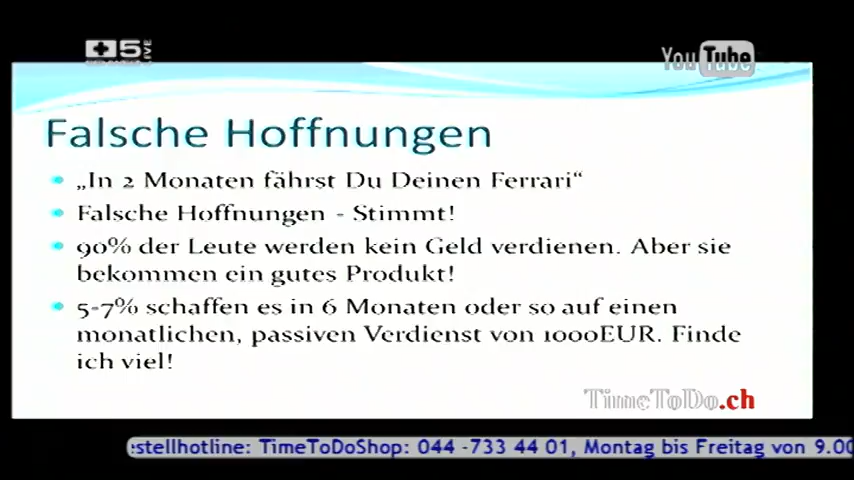 5 LIVE
YouTube
Falsche Hoffnungen
„In 2 Monaten fährst Du Deinen Ferrari“
Falsche Hoffnungen - Stimmt!
90% der Leute werden kein Geld verdienen. Aber sie
bekommen ein gutes Produkt!
5-7% schaffen es in 6 Monaten oder so auf einen
monatlichen, passiven Verdienst von 1000EUR. Finde
ich viel!
TimeToDo.ch
stellhotline: TimeToDoShop: 044 -733 44 01, Montag bis Freitag von 9.00